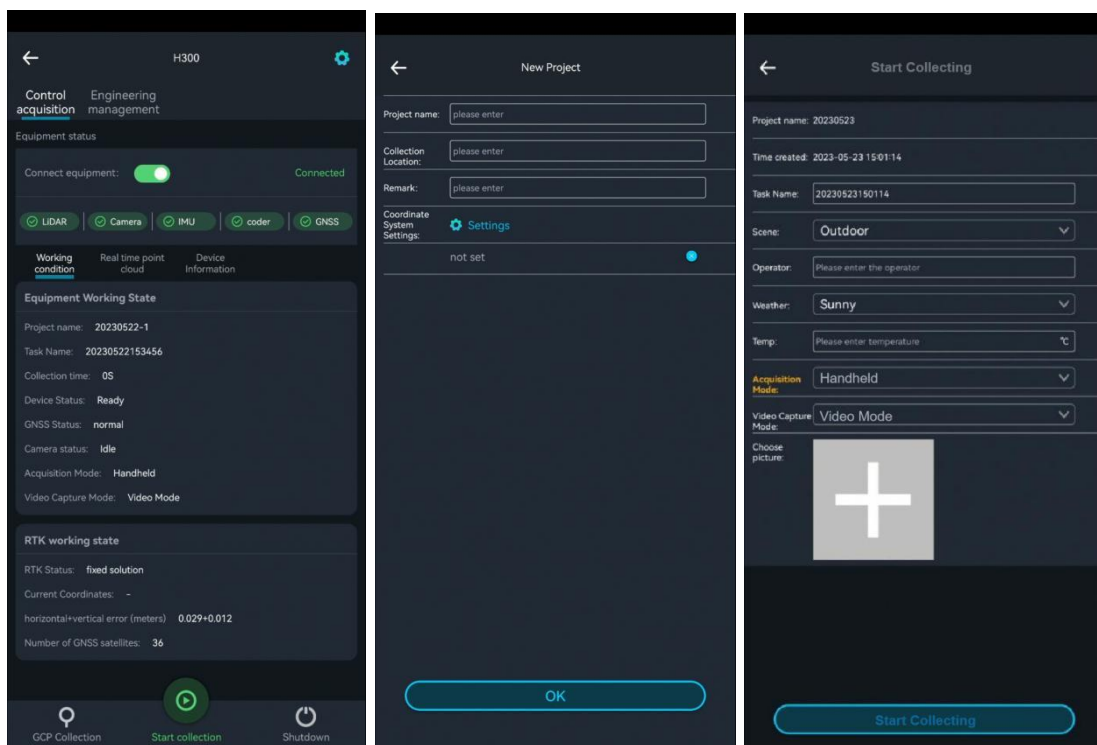 H300
Control acquisition
Engineering management
Equipment status
Connect equipment:
Connected
LiDAR
Camera
IMU
coder
GNSS
Working condition
Real time point cloud
Device Information
Equipment Working State
Project name: 20230522-1
Task Name: 20230522153456
Collection time: 0S
Device Status: Ready
GNSS Status: normal
Camera status: Idle
Acquisition Mode: Handheld
Video Capture Mode: Video Mode
RTK working state
RTK Status: fixed solution
Current Coordinates: -
horizontal+vertical error (meters) 0.029+0.012
Number of GNSS satellites: 36
GCP Collection
Start collection
Shutdown
New Project
Project name: please enter
Collection Location: please enter
Remark: please enter
Coordinate System Settings: Settings
not set
OK
Start Collecting
Project name: 20230523
Time created: 2023-05-23 15:01:14
Task Name: 20230523150114
Scene: Outdoor
Operator: Please enter the operator
Weather: Sunny
Temp: Please enter temperature ℃
Acquisition Mode: Handheld
Video Capture Mode: Video Mode
Choose picture:
Start Collecting